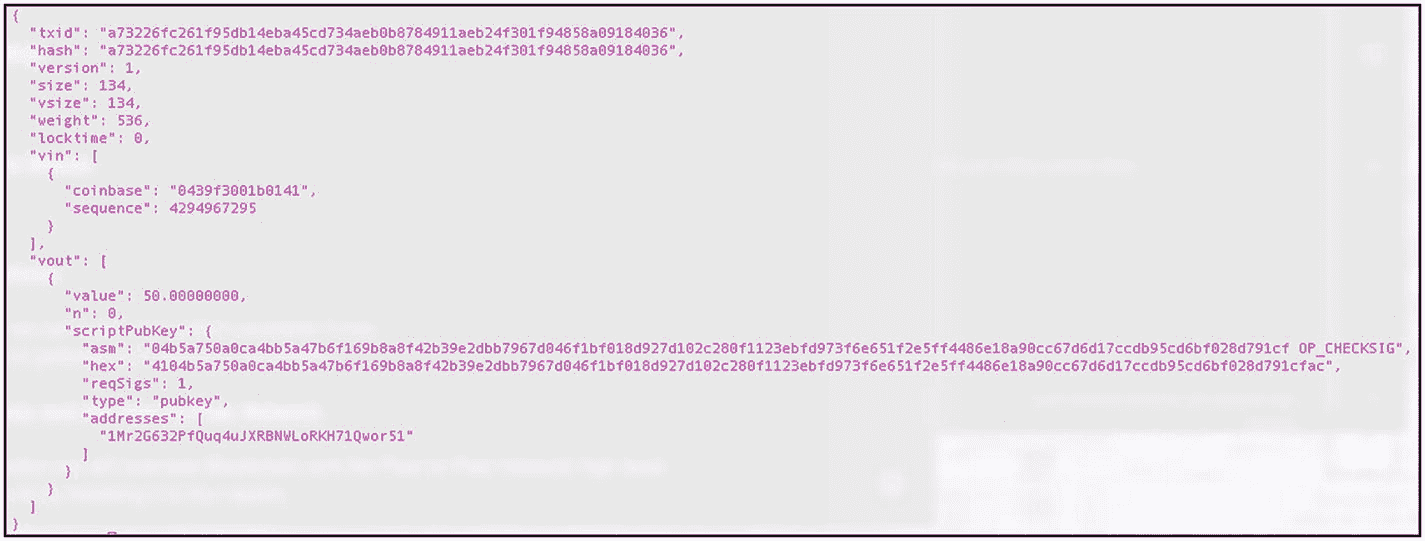 {
"txid": "a73226fc261f95db14eba45cd734aeb0b8784911aeb24f301f94858a09184036",
"hash": "a73226fc261f95db14eba45cd734aeb0b8784911aeb24f301f94858a09184036",
"version": 1,
"size": 134,
"vsize": 134,
"weight": 536,
"locktime": 0,
"vin": [
{
"coinbase": "0439f3001b0141",
"sequence": 4294967295
}
],
"vout": [
{
"value": 50.00000000,
"n": 0,
"scriptPubKey": {
"asm": "04b5a750a0ca4bb5a47b6f169b8a8f42b39e2dbb7967d046f1bf018d927d102c280f1123ebfd973f6e651f2e5ff4486e18a90cc67d6d17ccdb95cd6bf028d791cf OP_CHECKSIG",
"hex": "4104b5a750a0ca4bb5a47b6f169b8a8f42b39e2dbb7967d046f1bf018d927d102c280f1123ebfd973f6e651f2e5ff4486e18a90cc67d6d17ccdb95cd6bf028d791cfac",
"reqSigs": 1,
"type": "pubkey",
"addresses": [
"1Mr2G632PfQuq4uJXRBNWLoRKH71Qwor51"
]
}
}
]
}